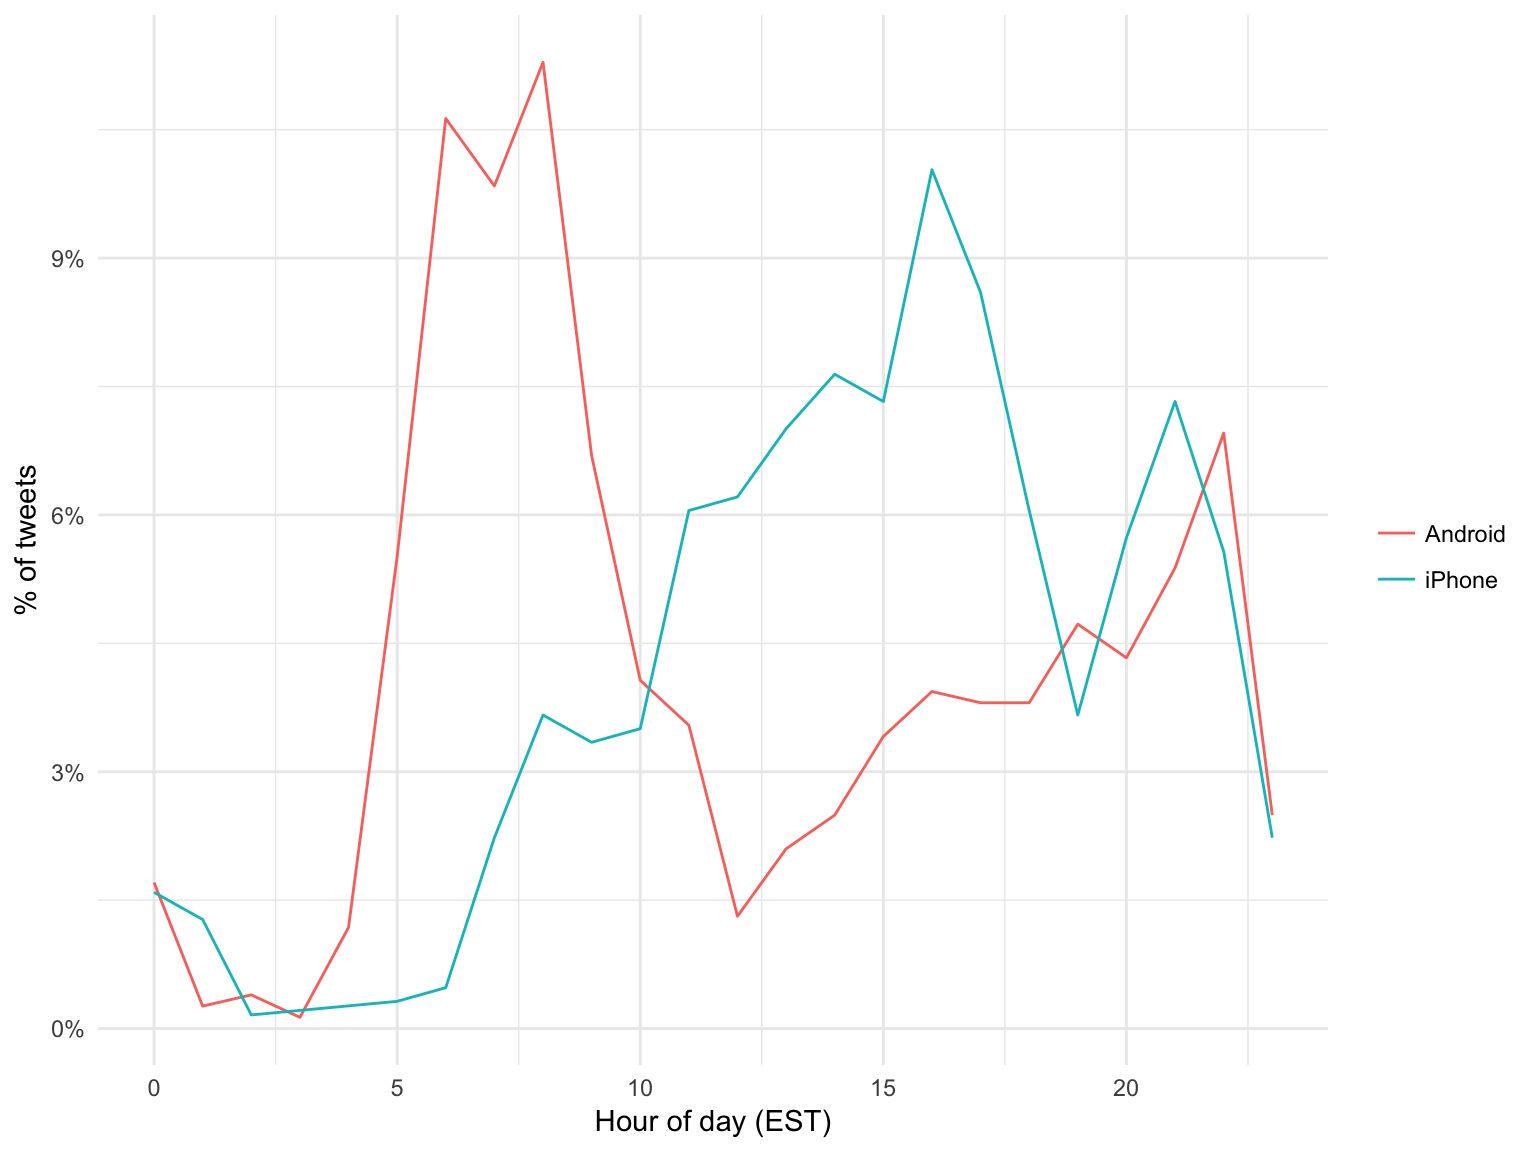 % of tweets
9%
6%
3%
0%
0 5 10 15 20
Hour of day (EST)
Android
iPhone